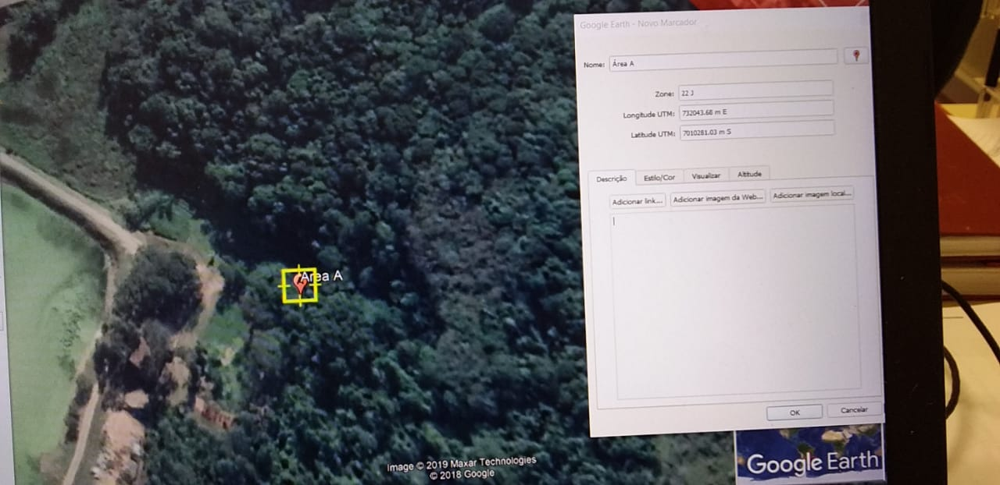 Google Earth - Novo Marcador
Nome: Área A
Zone: 22 J
Longitude UTM: 732043.68 m E
Latitude UTM: 7010281.03 m S
Descrição Estilo/Cor Visualizar Altitude
Adicionar link... Adicionar imagem da Web... Adicionar imagem local...
Área A
OK Cancelar
Image © 2019 Maxar Technologies
© 2018 Google
Google Earth